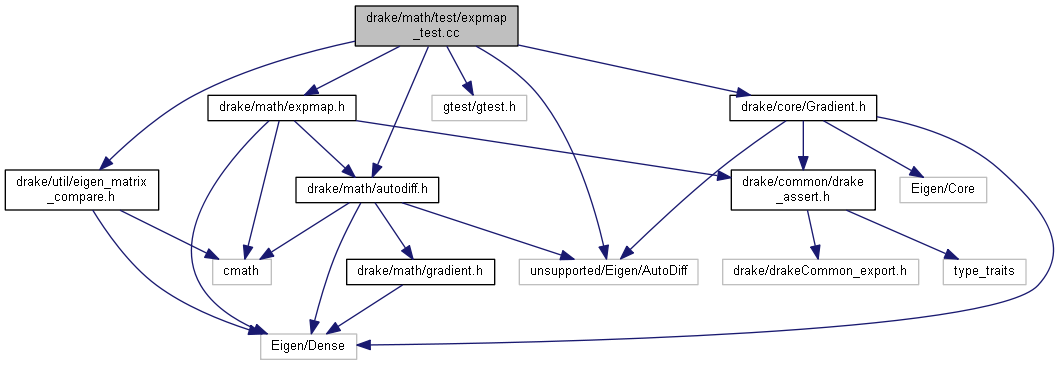 drake/math/test/expmap
_test.cc
drake/math/expmap.h
gtest/gtest.h
drake/core/Gradient.h
drake/util/eigen_matrix
_compare.h
drake/math/autodiff.h
drake/common/drake
_assert.h
Eigen/Core
cmath
drake/math/gradient.h
unsupported/Eigen/AutoDiff
drake/drakeCommon_export.h
type_traits
Eigen/Dense